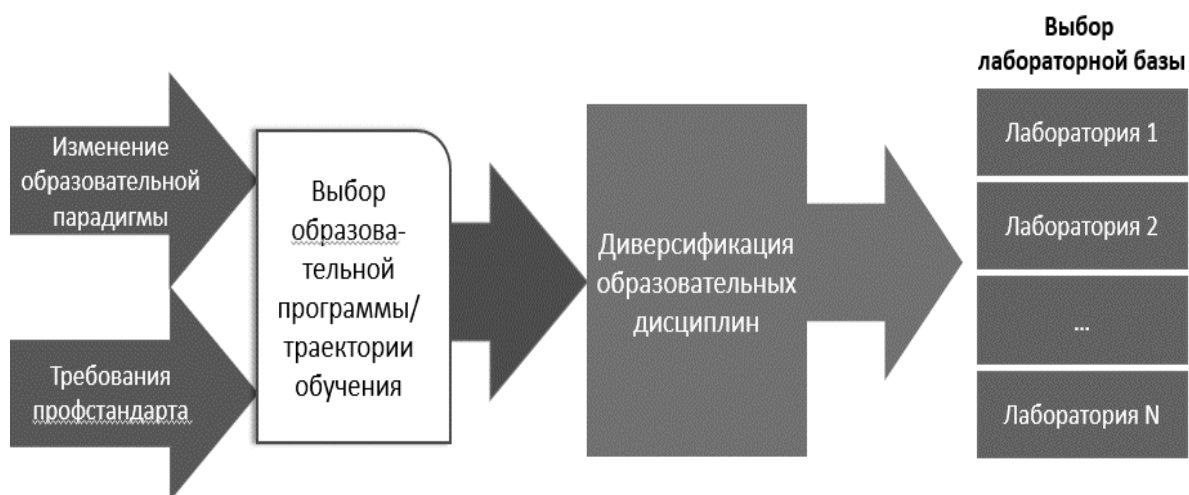 Изменение
образовательной
парадигмы
Требования
профстандарта
Выбор
образова-
тельной
программы/
траектории
обучения
Диверсификация
образовательных
дисциплин
Выбор
лабораторной базы
Лаборатория 1
Лаборатория 2
...
Лаборатория N